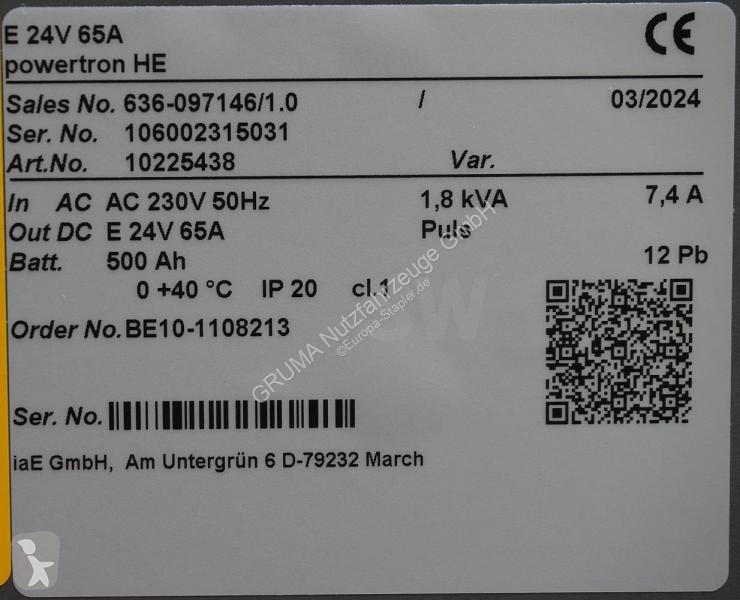 E 24V 65A
powertron HE
CE
Sales No. 636-097146/1.0 / 03/2024
Ser. No. 106002315031
Art.No. 10225438 Var.
In AC AC 230V 50Hz 1,8 kVA 7,4 A
Out DC E 24V 65A Puls
Batt. 500 Ah 12 Pb
0 +40 °C IP 20 cl.1
Order No. BE10-1108213
GRUMA Nutzfahrzeuge GmbH
©Europa-Stapler.de
Ser. No.
iaE GmbH, Am Untergrün 6 D-79232 March